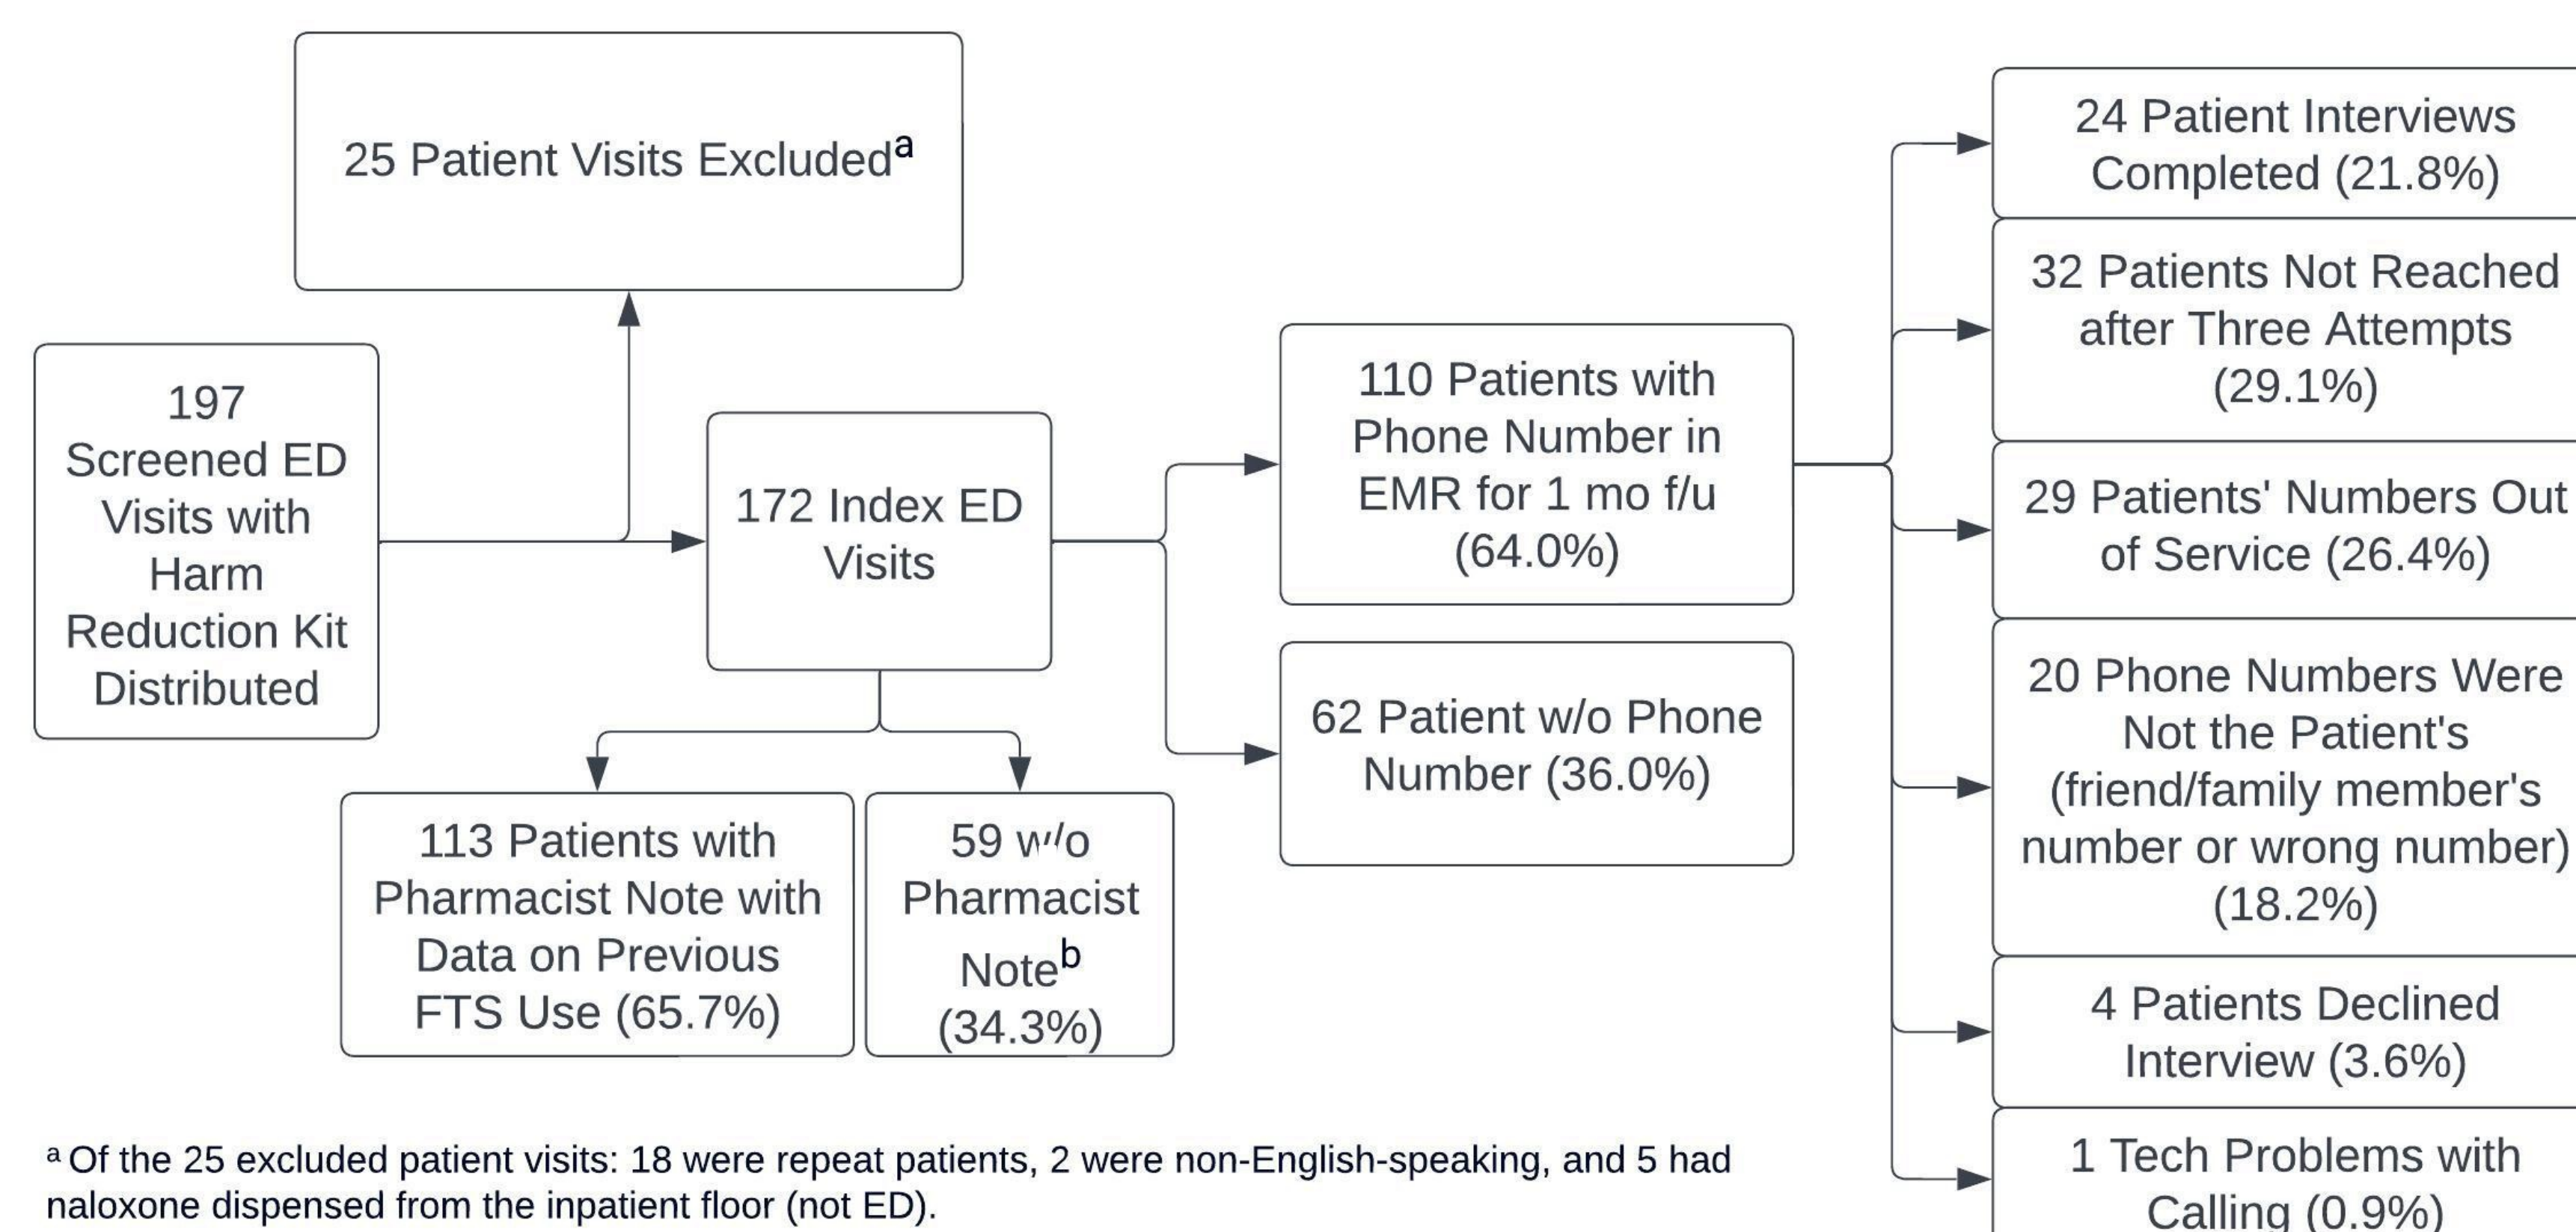 25 Patient Visits Excluded^a
197
Screened ED
Visits with
Harm
Reduction Kit
Distributed
172 Index ED
Visits
113 Patients with
Pharmacist Note with
Data on Previous
FTS Use (65.7%)
59 w/o
Pharmacist
Note^b
(34.3%)
110 Patients with
Phone Number in
EMR for 1 mo f/u
(64.0%)
62 Patient w/o Phone
Number (36.0%)
24 Patient Interviews
Completed (21.8%)
32 Patients Not Reached
after Three Attempts
(29.1%)
29 Patients' Numbers Out
of Service (26.4%)
20 Phone Numbers Were
Not the Patient's
(friend/family member's
number or wrong number)
(18.2%)
4 Patients Declined
Interview (3.6%)
1 Tech Problems with
Calling (0.9%)
^a Of the 25 excluded patient visits: 18 were repeat patients, 2 were non-English-speaking, and 5 had
naloxone dispensed from the inpatient floor (not ED).